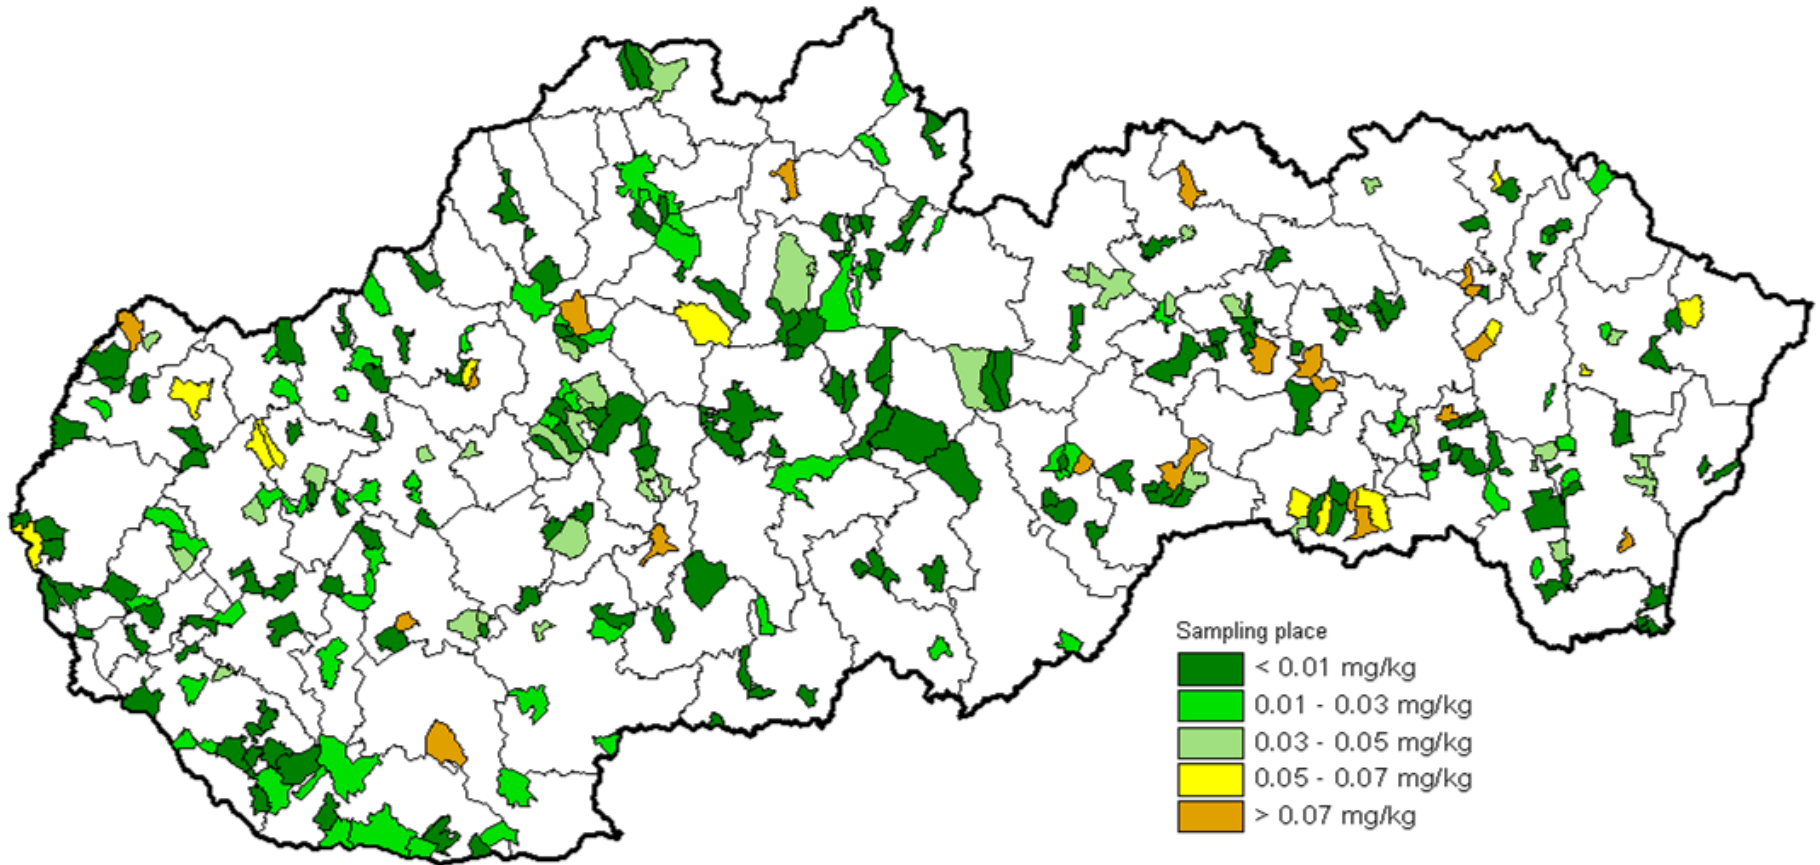 Sampling place
< 0.01 mg/kg
0.01 - 0.03 mg/kg
0.03 - 0.05 mg/kg
0.05 - 0.07 mg/kg
> 0.07 mg/kg